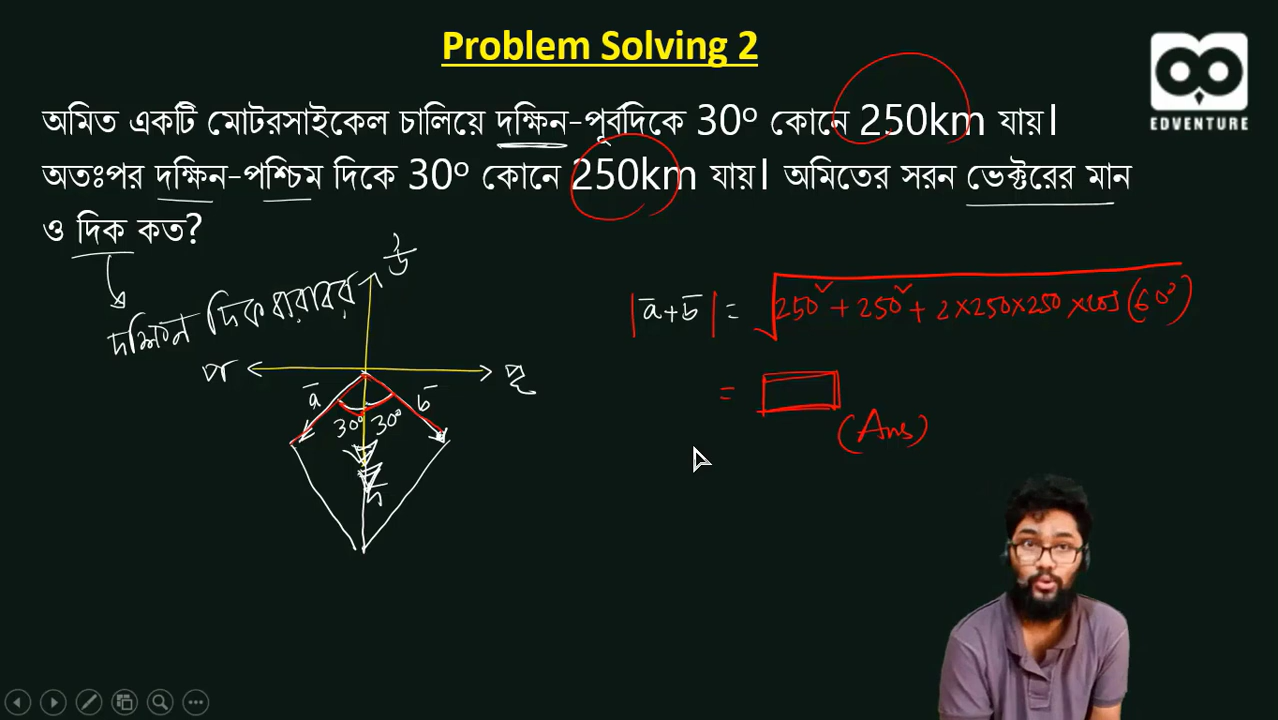 Problem Solving 2
EDVENTURE
অমিত একটি মোটরসাইকেল চালিয়ে দক্ষিন-পূর্বদিকে 30° কোনে 250km যায়।
অতঃপর দক্ষিন-পশ্চিম দিকে 30° কোনে 250km যায়। অমিতের সরন ভেক্টরের মান
ও দিক কত?
দক্ষিন দিক বারাবর
উ
প
পূ
a̅
b̅
30° 30°
দ
|a̅+b̅| = √250²+250²+2×250×250×cos(60°)
=
(Ans)